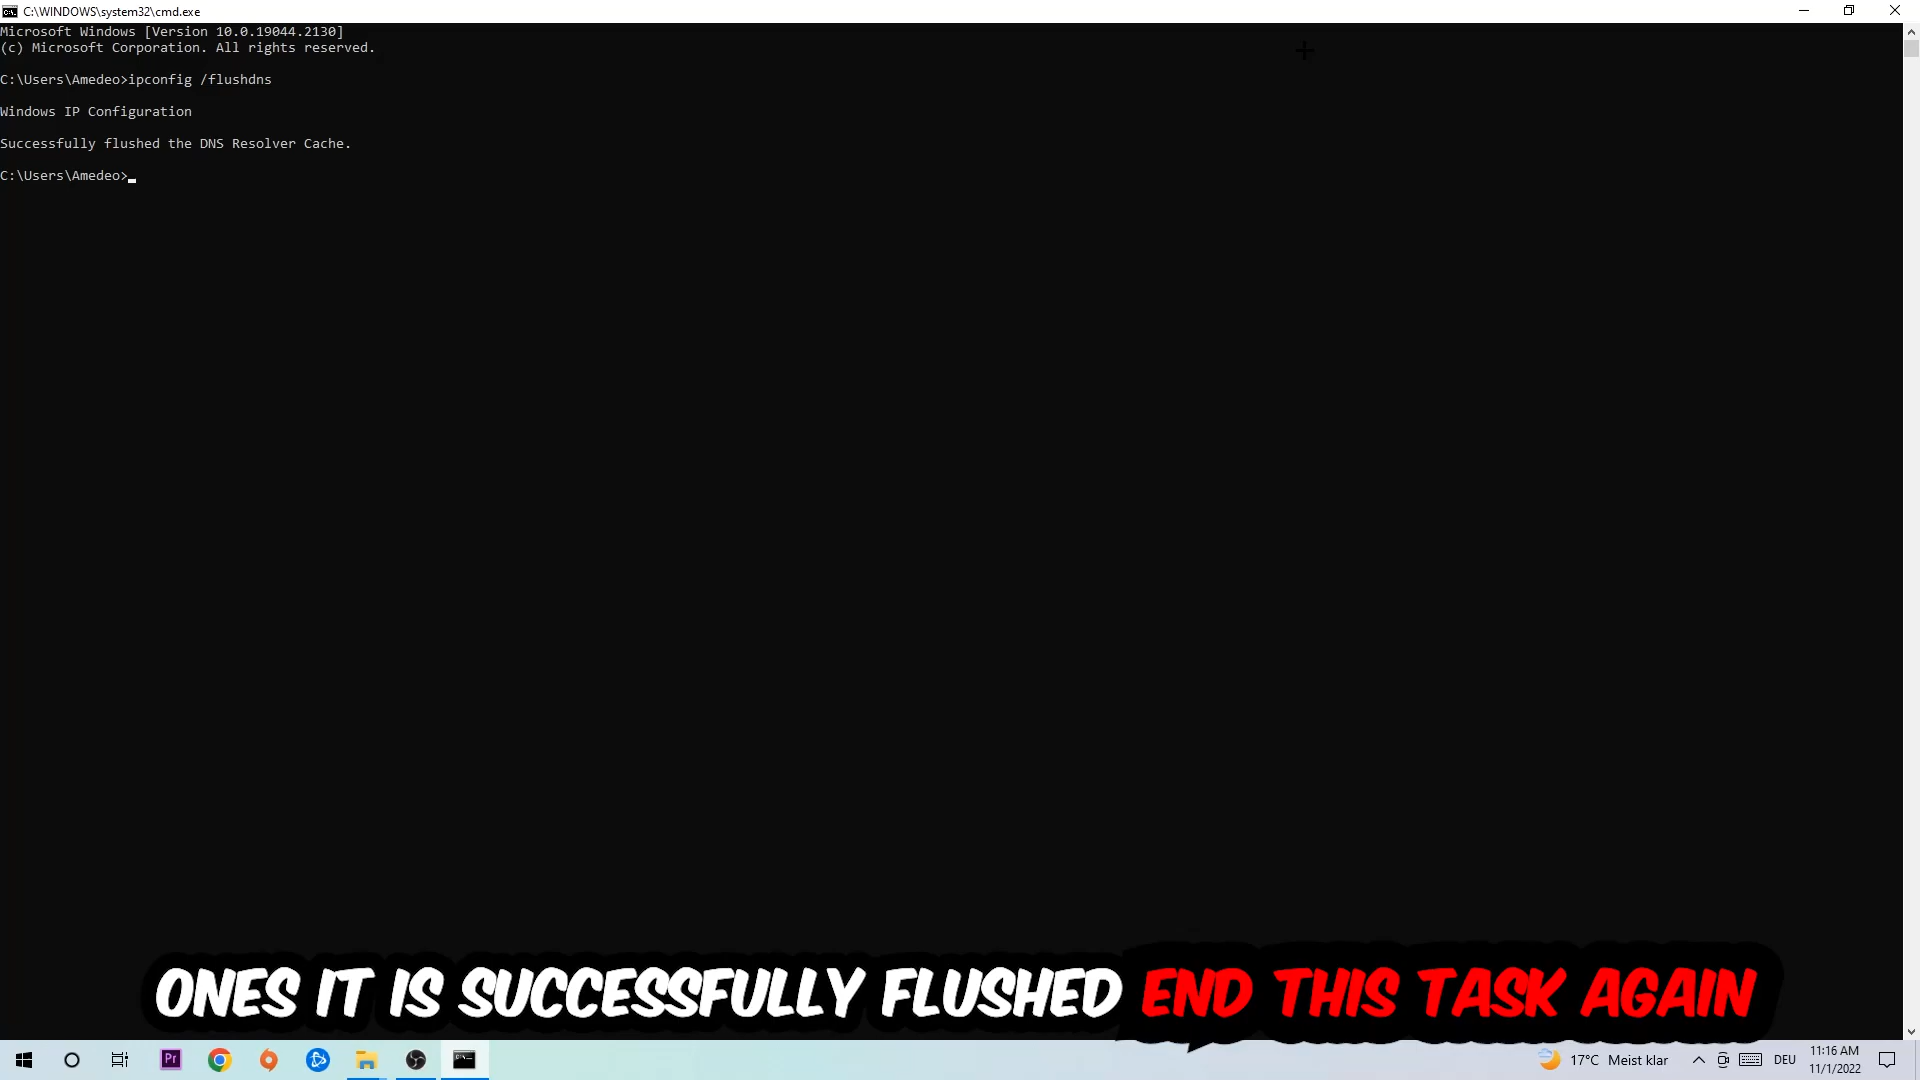 C:\WINDOWS\system32\cmd.exe
Microsoft Windows [Version 10.0.19044.2130]
(c) Microsoft Corporation. All rights reserved.
C:\Users\Amedeo>ipconfig /flushdns
Windows IP Configuration
Successfully flushed the DNS Resolver Cache.
C:\Users\Amedeo>
ONES IT IS SUCCESSFULLY FLUSHED END THIS TASK AGAIN
Pr
17°C Meist klar
DEU
11:16 AM
11/1/2022